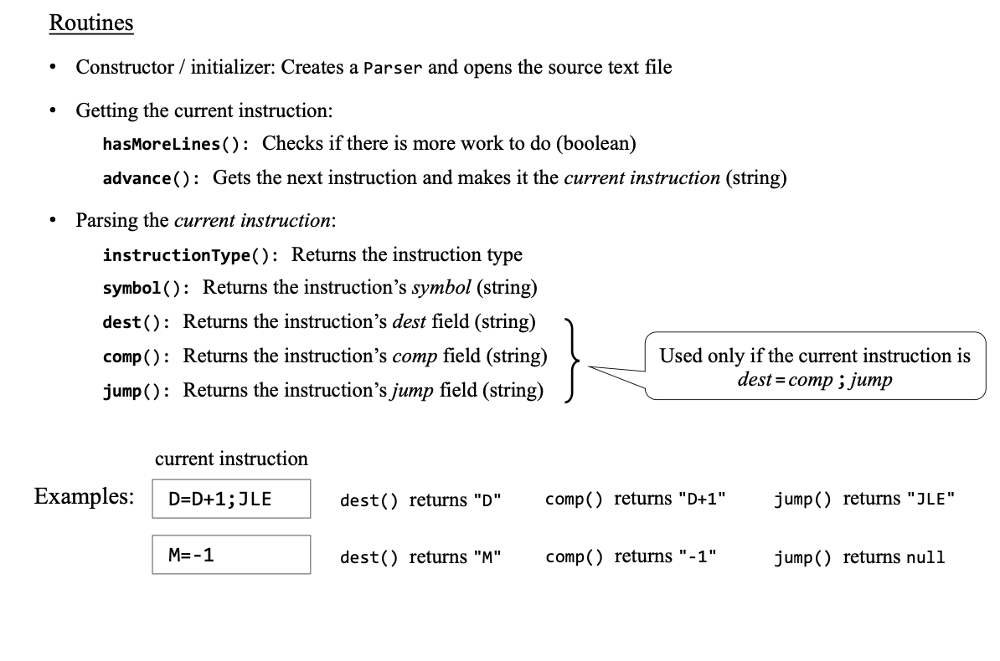 Routines
• Constructor / initializer: Creates a Parser and opens the source text file
• Getting the current instruction:
hasMoreLines(): Checks if there is more work to do (boolean)
advance(): Gets the next instruction and makes it the current instruction (string)
• Parsing the current instruction:
instructionType(): Returns the instruction type
symbol(): Returns the instruction’s symbol (string)
dest(): Returns the instruction’s dest field (string)
comp(): Returns the instruction’s comp field (string)
jump(): Returns the instruction’s jump field (string)
Used only if the current instruction is
dest = comp ; jump
current instruction
Examples: D=D+1;JLE dest() returns "D" comp() returns "D+1" jump() returns "JLE"
M=-1 dest() returns "M" comp() returns "-1" jump() returns null